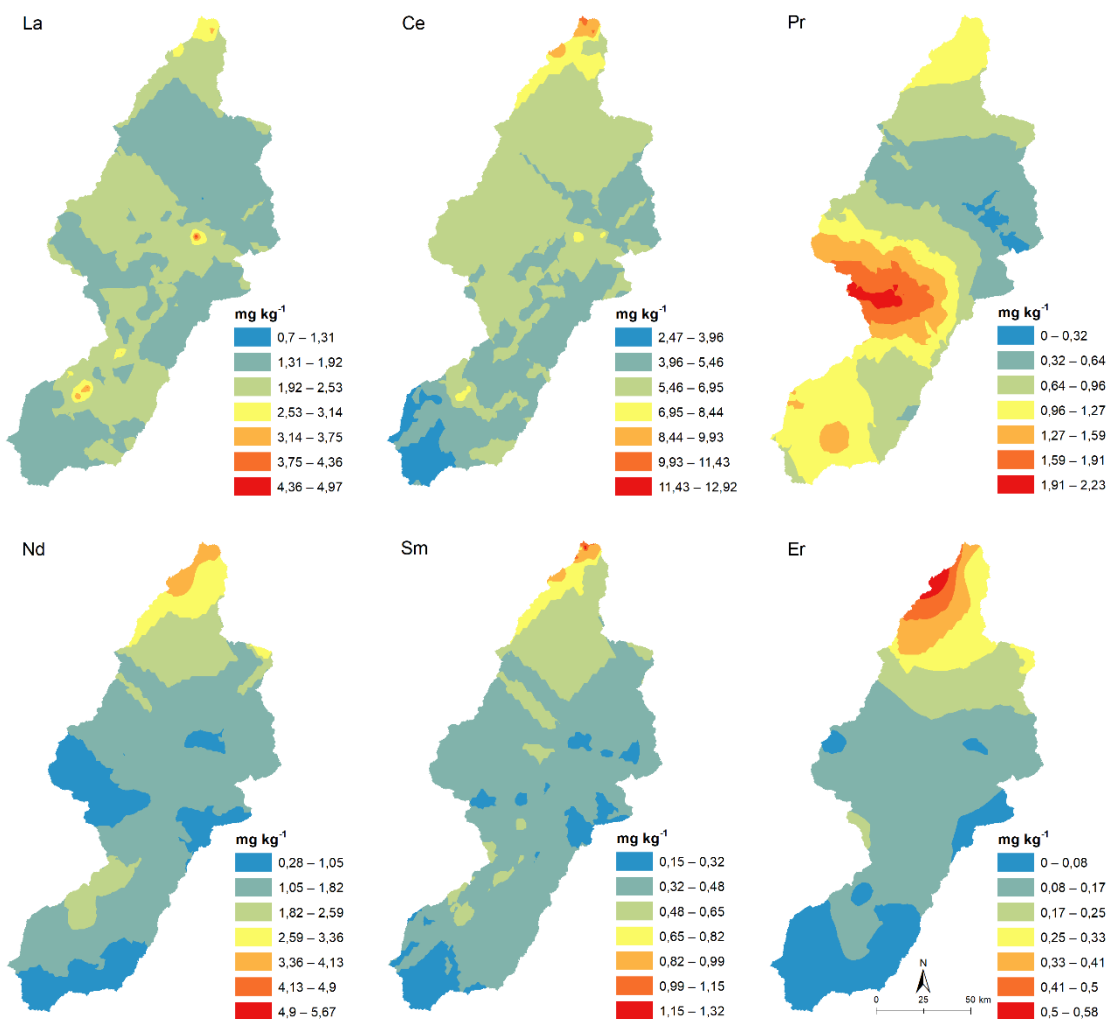 La
mg kg-1
0,7 – 1,31
1,31 – 1,92
1,92 – 2,53
2,53 – 3,14
3,14 – 3,75
3,75 – 4,36
4,36 – 4,97
Ce
mg kg-1
2,47 – 3,96
3,96 – 5,46
5,46 – 6,95
6,95 – 8,44
8,44 – 9,93
9,93 – 11,43
11,43 – 12,92
Pr
mg kg-1
0 – 0,32
0,32 – 0,64
0,64 – 0,96
0,96 – 1,27
1,27 – 1,59
1,59 – 1,91
1,91 – 2,23
Nd
mg kg-1
0,28 – 1,05
1,05 – 1,82
1,82 – 2,59
2,59 – 3,36
3,36 – 4,13
4,13 – 4,9
4,9 – 5,67
Sm
mg kg-1
0,15 – 0,32
0,32 – 0,48
0,48 – 0,65
0,65 – 0,82
0,82 – 0,99
0,99 – 1,15
1,15 – 1,32
Er
mg kg-1
0 – 0,08
0,08 – 0,17
0,17 – 0,25
0,25 – 0,33
0,33 – 0,41
0,41 – 0,5
0,5 – 0,58
N
0 25 50 km